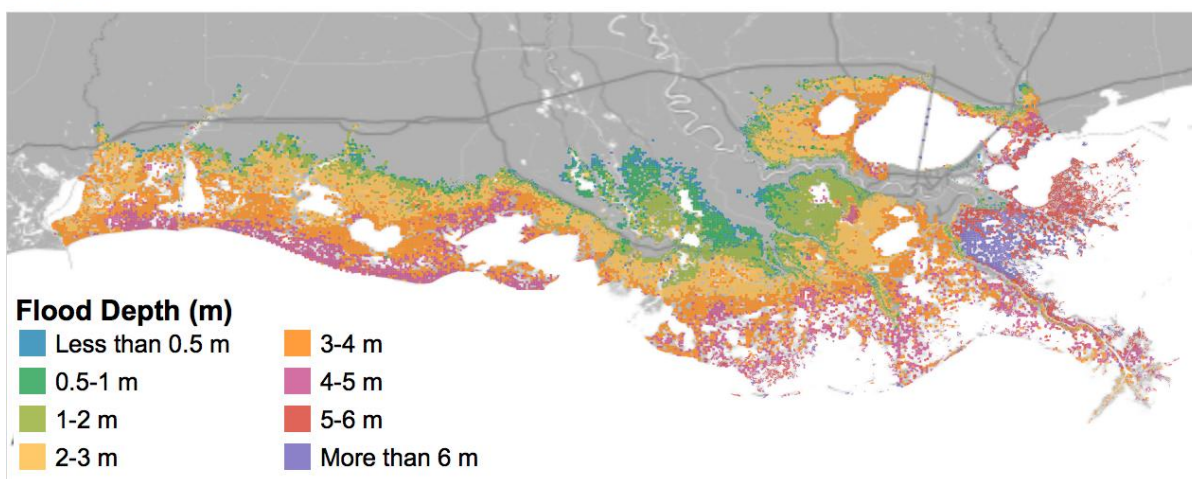 Flood Depth (m)
Less than 0.5 m
0.5-1 m
1-2 m
2-3 m
3-4 m
4-5 m
5-6 m
More than 6 m